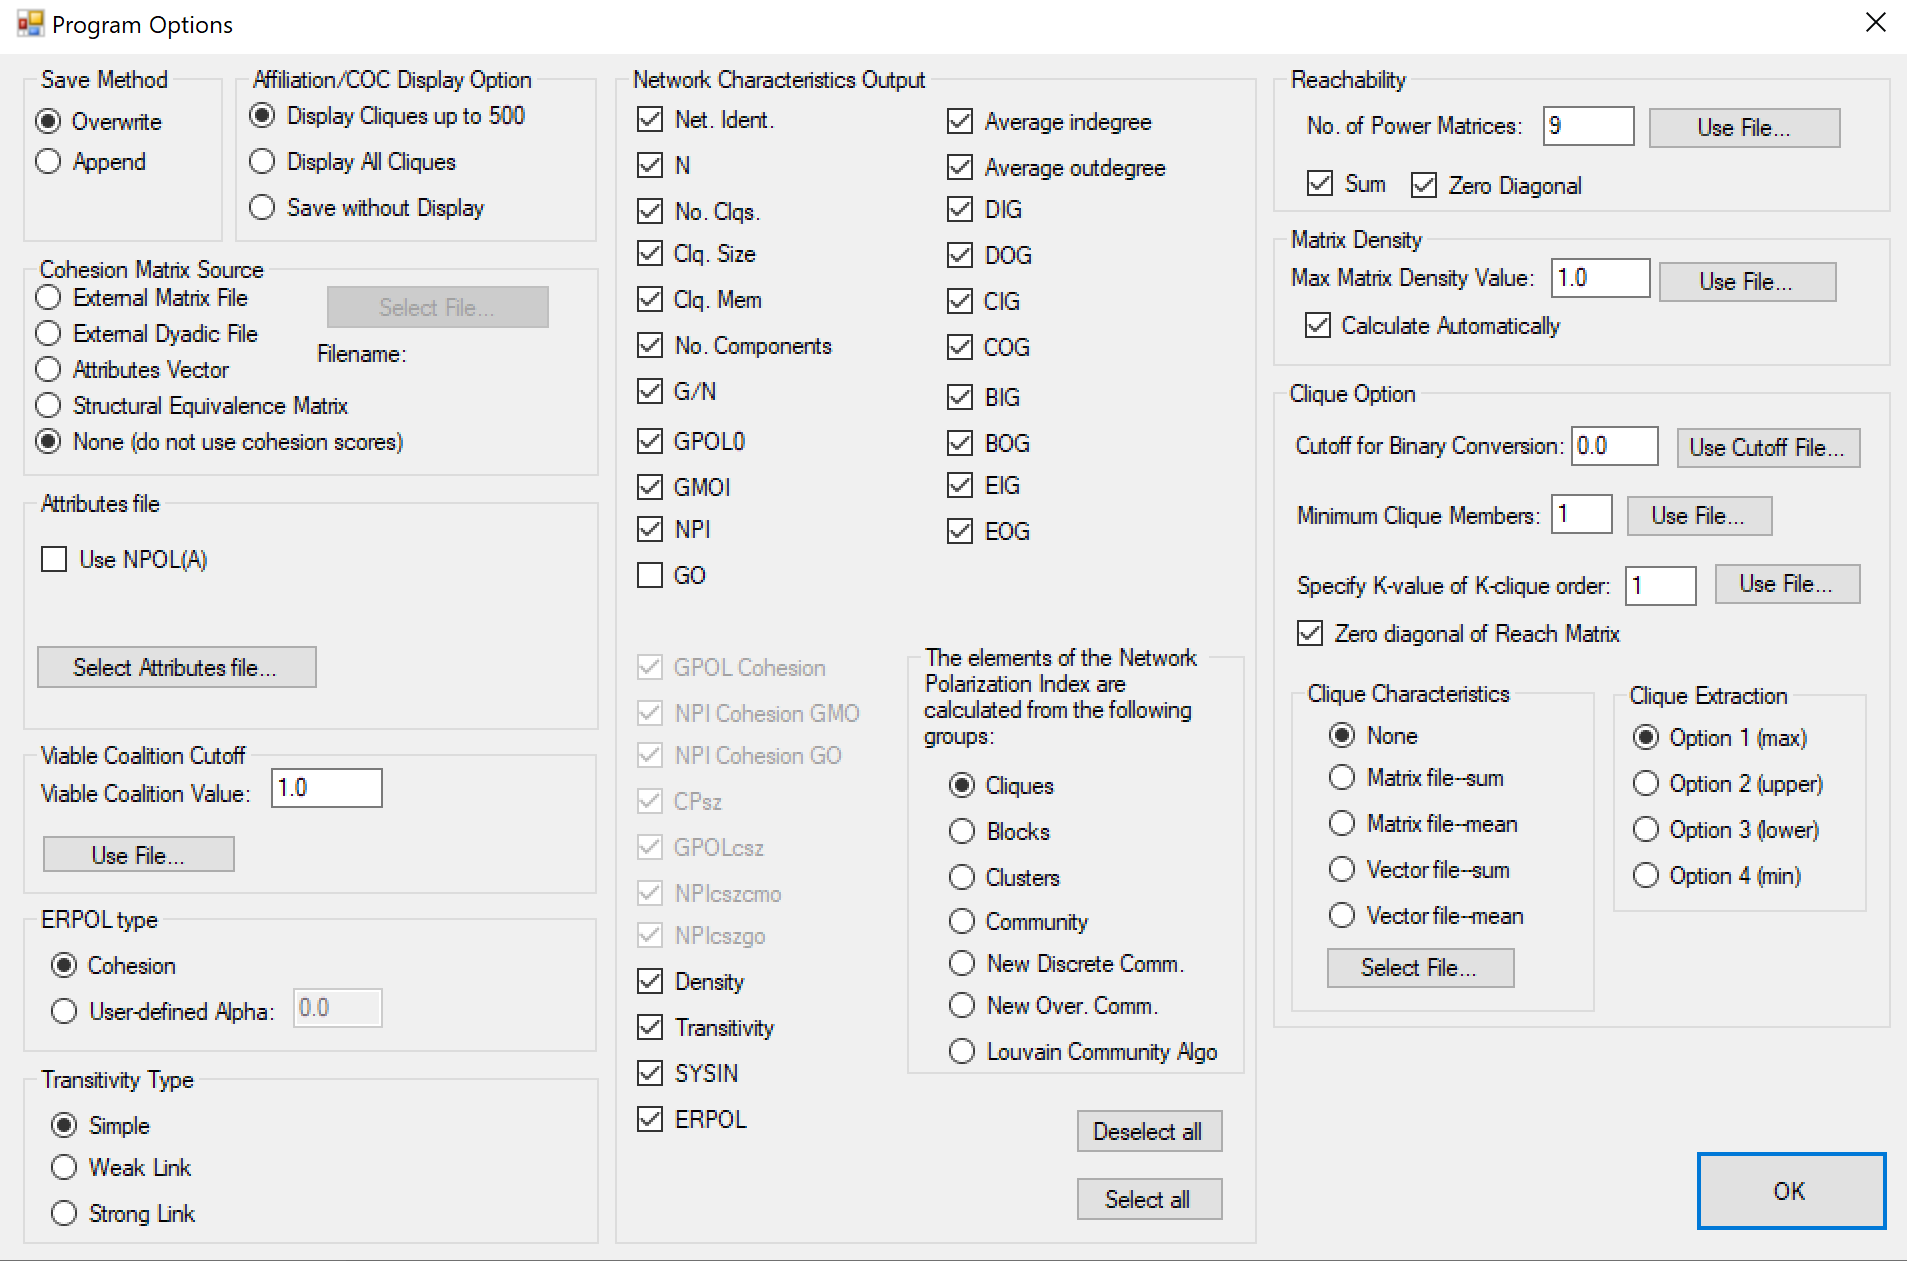 Program Options
Save Method
Overwrite
Append
Affiliation/COC Display Option
Display Cliques up to 500
Display All Cliques
Save without Display
Cohesion Matrix Source
External Matrix File
External Dyadic File
Attributes Vector
Structural Equivalence Matrix
None (do not use cohesion scores)
Select File...
Filename:
Attributes file
Use NPOL(A)
Select Attributes file...
Viable Coalition Cutoff
Viable Coalition Value: 1.0
Use File...
ERPOL type
Cohesion
User-defined Alpha: 0.0
Transitivity Type
Simple
Weak Link
Strong Link
Network Characteristics Output
Net. Ident.
N
No. Clqs.
Clq. Size
Clq. Mem
No. Components
G/N
GPOL0
GMOI
NPI
GO
GPOL Cohesion
NPI Cohesion GMO
NPI Cohesion GO
CPsz
GPOLcsz
NPIcszcmo
NPIcszgo
Density
Transitivity
SYSIN
ERPOL
Average indegree
Average outdegree
DIG
DOG
CIG
COG
BIG
BOG
EIG
EOG
The elements of the Network
Polarization Index are
calculated from the following
groups:
Cliques
Blocks
Clusters
Community
New Discrete Comm.
New Over. Comm.
Louvain Community Algo
Deselect all
Select all
Reachability
No. of Power Matrices: 9 Use File...
Sum Zero Diagonal
Matrix Density
Max Matrix Density Value: 1.0 Use File...
Calculate Automatically
Clique Option
Cutoff for Binary Conversion: 0.0 Use Cutoff File...
Minimum Clique Members: 1 Use File...
Specify K-value of K-clique order: 1 Use File...
Zero diagonal of Reach Matrix
Clique Characteristics
None
Matrix file--sum
Matrix file--mean
Vector file--sum
Vector file--mean
Select File...
Clique Extraction
Option 1 (max)
Option 2 (upper)
Option 3 (lower)
Option 4 (min)
OK